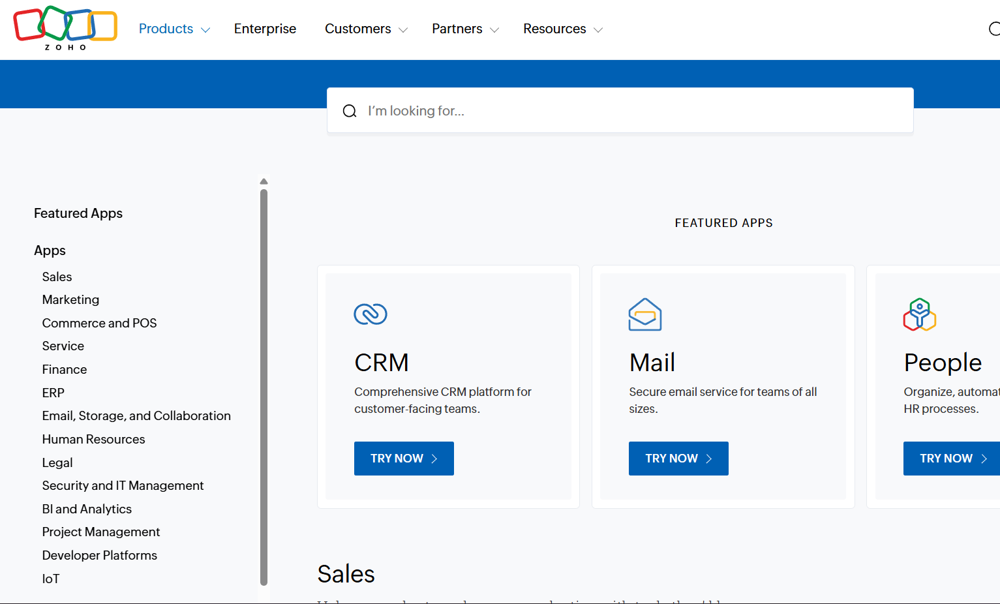 ZOHO
Products
Enterprise
Customers
Partners
Resources
I’m looking for...
Featured Apps
Apps
Sales
Marketing
Commerce and POS
Service
Finance
ERP
Email, Storage, and Collaboration
Human Resources
Legal
Security and IT Management
BI and Analytics
Project Management
Developer Platforms
IoT
FEATURED APPS
CRM
Comprehensive CRM platform for
customer-facing teams.
TRY NOW
Mail
Secure email service for teams of all
sizes.
TRY NOW
People
Organize,
HR processes.
TRY NOW
Sales